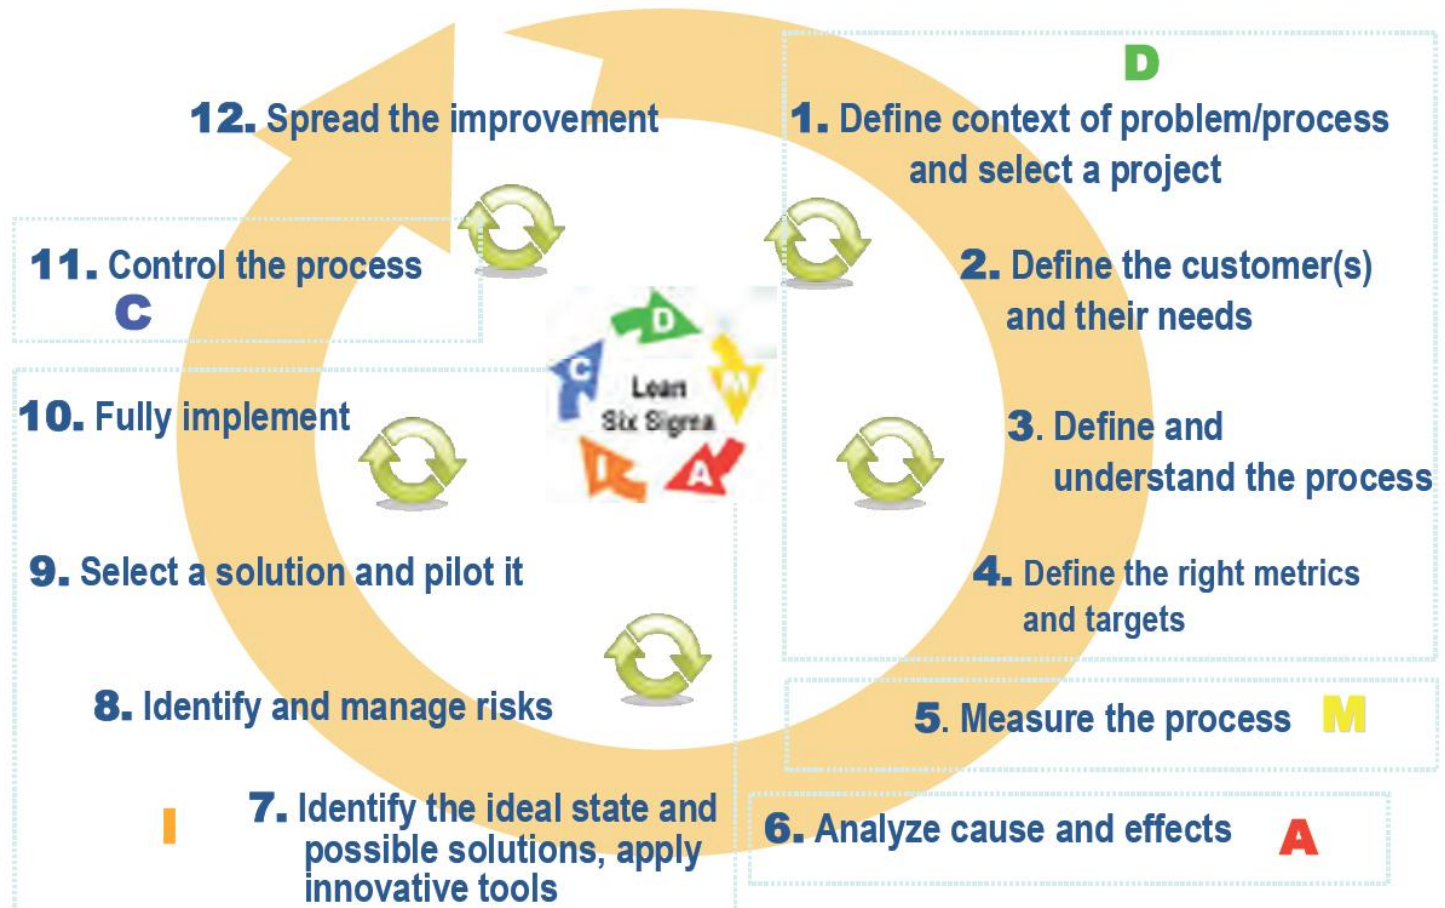 D
1. Define context of problem/process
and select a project
2. Define the customer(s)
and their needs
3. Define and
understand the process
4. Define the right metrics
and targets
5. Measure the process M
6. Analyze cause and effects A
7. Identify the ideal state and
possible solutions, apply
innovative tools
I
8. Identify and manage risks
9. Select a solution and pilot it
10. Fully implement
11. Control the process
C
12. Spread the improvement
D
M
A
I
C
Lean
Six Sigma